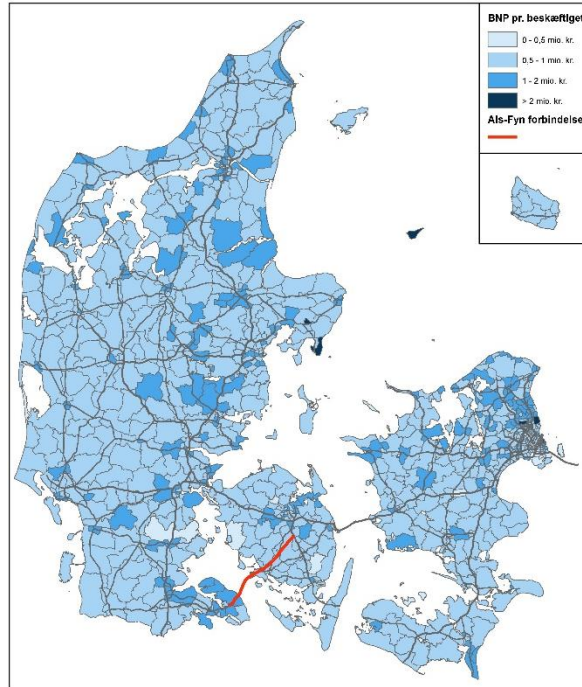 BNP pr. beskæftiget
0 - 0,5 mio. kr.
0,5 - 1 mio. kr.
1 - 2 mio. kr.
> 2 mio. kr.
Als-Fyn forbindelse